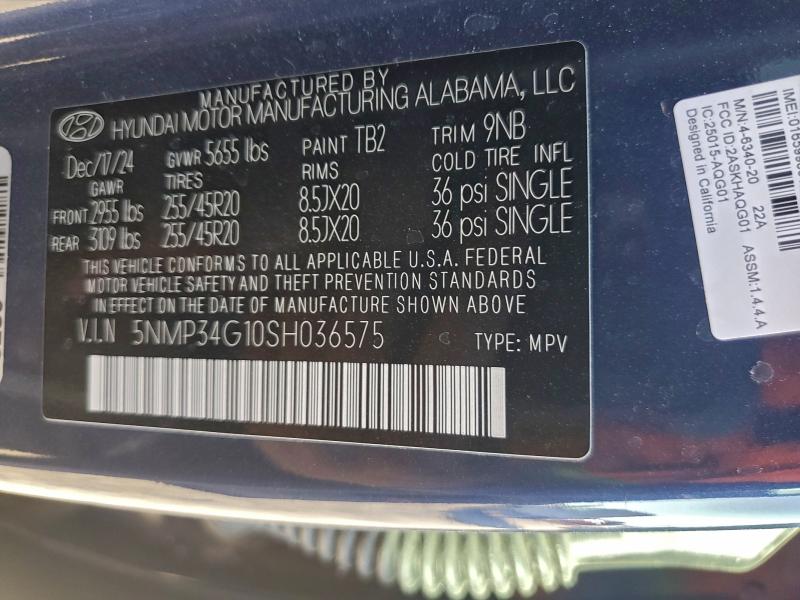 MANUFACTURED BY
HYUNDAI MOTOR MANUFACTURING ALABAMA, LLC
Dec/17/24 GVWR 5655 lbs PAINT TB2 TRIM 9NB
GAWR TIRES RIMS COLD TIRE INFL
FRONT 2955 lbs 255/45R20 8.5JX20 36 psi SINGLE
REAR 3109 lbs 255/45R20 8.5JX20 36 psi SINGLE
THIS VEHICLE CONFORMS TO ALL APPLICABLE U.S.A. FEDERAL
MOTOR VEHICLE SAFETY AND THEFT PREVENTION STANDARDS
IN EFFECT ON THE DATE OF MANUFACTURE SHOWN ABOVE.
V.I.N 5NMP34G10SH036575 TYPE: MPV
M/N:4-6340-20 22A
FCC ID:2ASKHAQG01 ASSM:1.4.4.A
IC:25015-AQG01
Designed in California